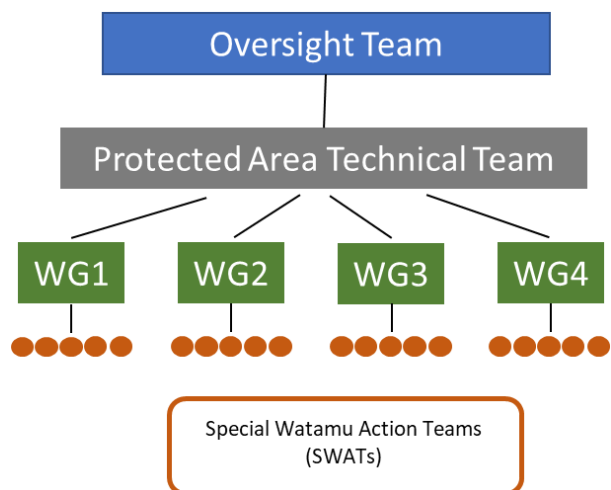 Oversight Team
Protected Area Technical Team
WG1 WG2 WG3 WG4
Special Watamu Action Teams
(SWATs)